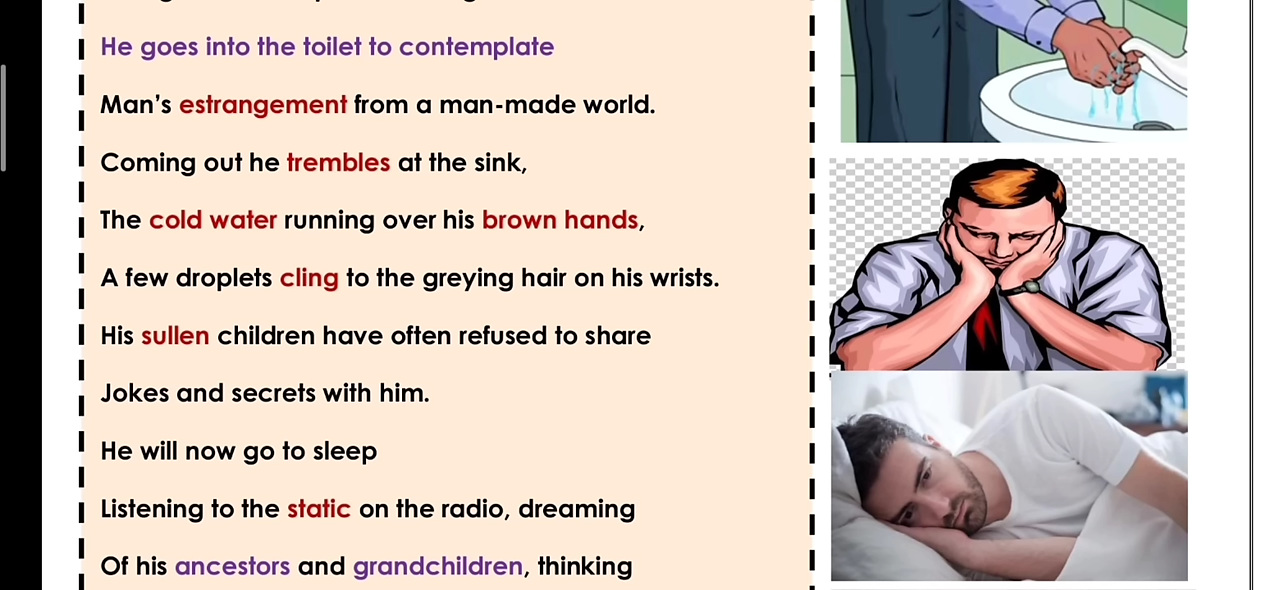 He goes into the toilet to contemplate
Man’s estrangement from a man-made world.
Coming out he trembles at the sink,
The cold water running over his brown hands,
A few droplets cling to the greying hair on his wrists.
His sullen children have often refused to share
Jokes and secrets with him.
He will now go to sleep
Listening to the static on the radio, dreaming
Of his ancestors and grandchildren, thinking